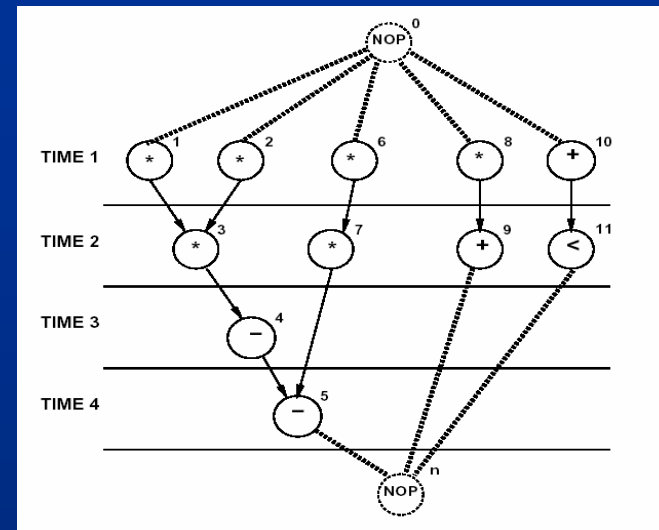 0
NOP
1 2 6 8 10
TIME 1 * * * * +
3 7 9 11
TIME 2 * * + <
4
TIME 3 -
5
TIME 4 -
n
NOP